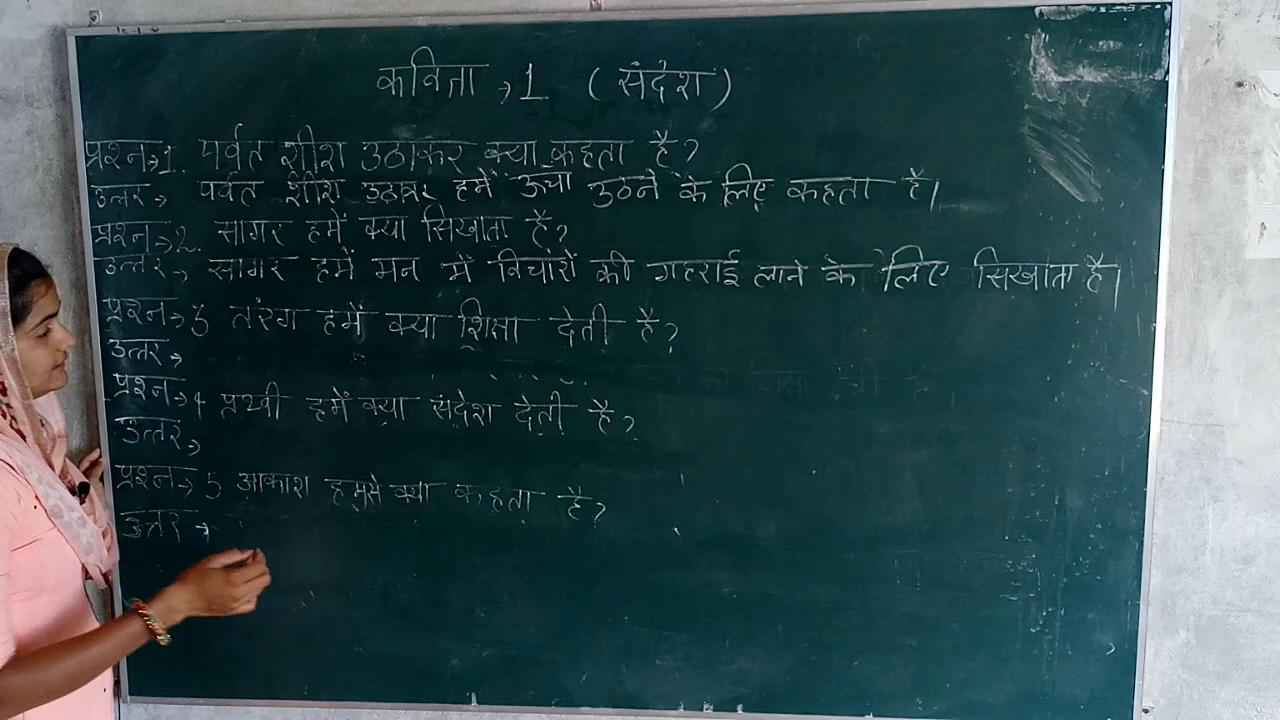 कविता → 1 (संदेश)
प्रश्न→1. पर्वत शीश उठाकर क्या कहता है?
उत्तर → पर्वत शीश उठाकर हमें ऊँचा उठने के लिए कहता है।
प्रश्न→2. सागर हमें क्या सिखाता है?
उत्तर → सागर हमें मन में विचारों की गहराई लाने के लिए सिखाता है।
प्रश्न→3 तंरग हमें क्या शिक्षा देती है?
उत्तर →
प्रश्न→4 पृथ्वी हमें क्या संदेश देती है?
उत्तर →
प्रश्न→5 आकाश हमसे क्या कहता है?
उत्तर →